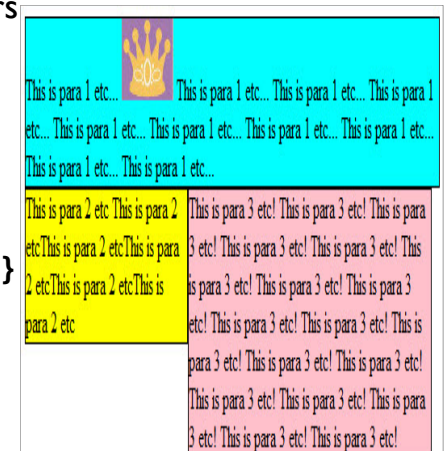 rs
This is para 1 etc... This is para 1 etc... This is para 1 etc... This is para 1
etc... This is para 1 etc... This is para 1 etc... This is para 1 etc... This is para 1 etc...
This is para 1 etc... This is para 1 etc...
This is para 2 etc This is para 2
etcThis is para 2 etcThis is para
2 etcThis is para 2 etcThis is
para 2 etc
}
This is para 3 etc! This is para 3 etc! This is para
3 etc! This is para 3 etc! This is para 3 etc! This
is para 3 etc! This is para 3 etc! This is para 3
etc! This is para 3 etc! This is para 3 etc! This is
para 3 etc! This is para 3 etc! This is para 3 etc!
This is para 3 etc! This is para 3 etc! This is para
3 etc! This is para 3 etc! This is para 3 etc!